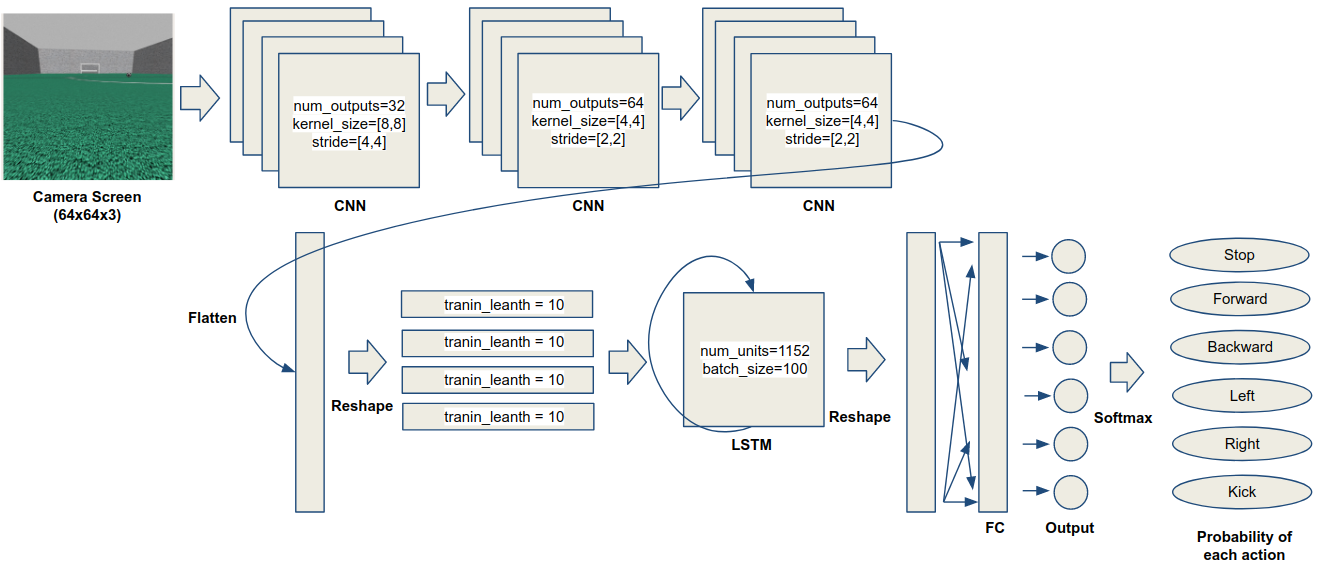 Camera Screen
(64x64x3)
num_outputs=32
kernel_size=[8,8]
stride=[4,4]
CNN
num_outputs=64
kernel_size=[4,4]
stride=[2,2]
CNN
num_outputs=64
kernel_size=[4,4]
stride=[2,2]
CNN
Flatten
Reshape
tranin_leanth = 10
tranin_leanth = 10
tranin_leanth = 10
tranin_leanth = 10
num_units=1152
batch_size=100
LSTM
Reshape
FC
Output
Softmax
Stop
Forward
Backward
Left
Right
Kick
Probability of
each action